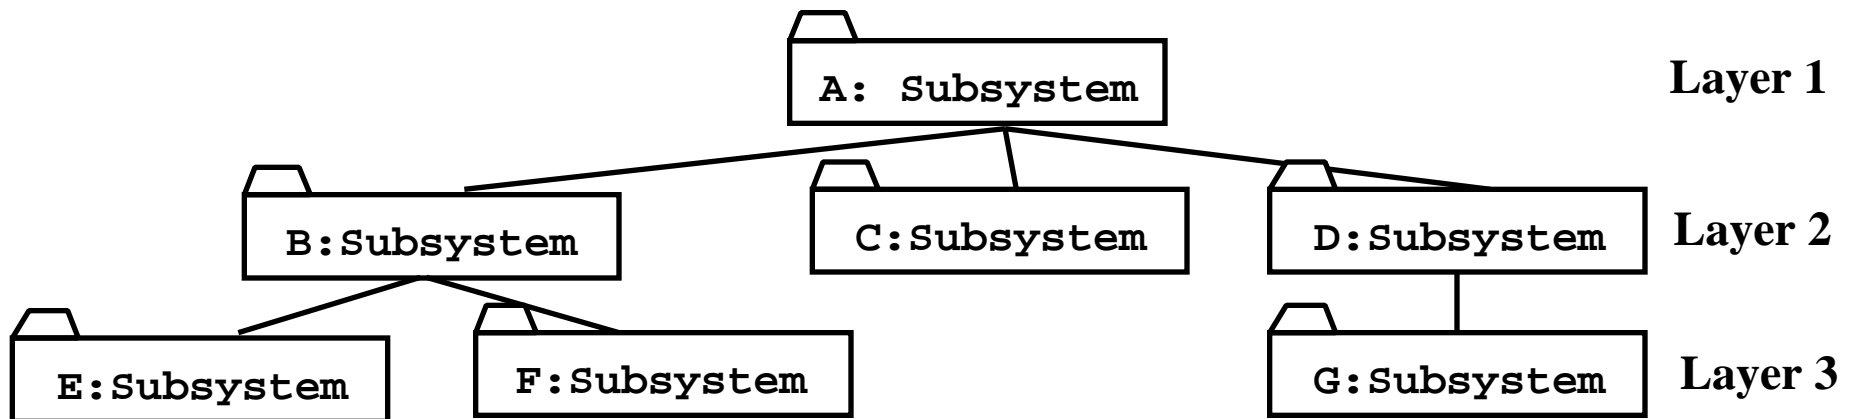 A: Subsystem
Layer 1
B:Subsystem
C:Subsystem
D:Subsystem
Layer 2
E:Subsystem
F:Subsystem
G:Subsystem
Layer 3